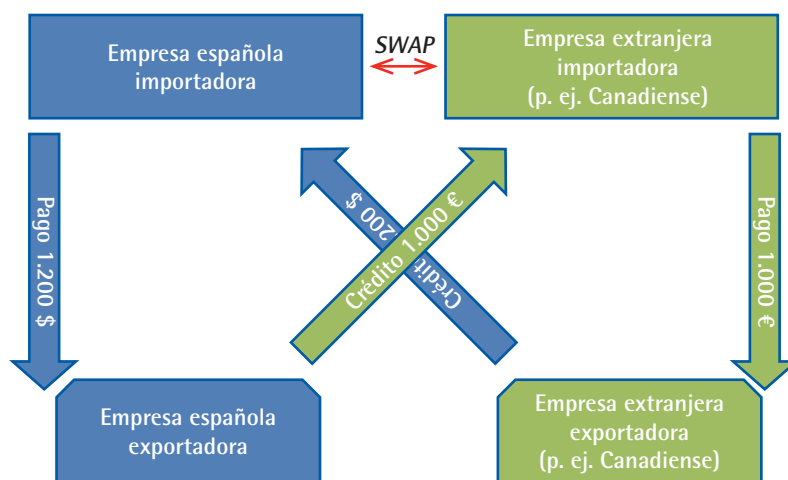 Empresa española
importadora
SWAP
Empresa extranjera
importadora
(p. ej. Canadiense)
Pago 1.200 $
Crédit 200 $
Crédito 1.000 €
Pago 1.000 €
Empresa española
exportadora
Empresa extranjera
exportadora
(p. ej. Canadiense)